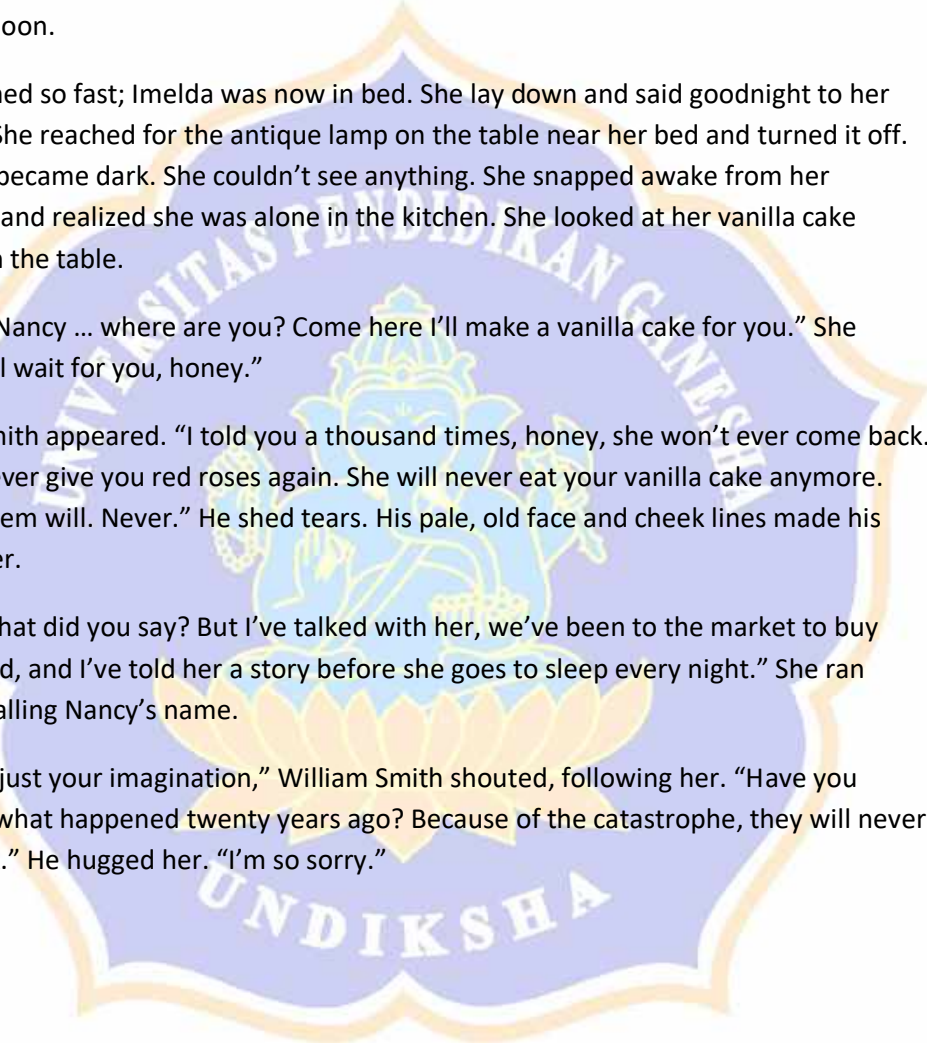 oon.
ned so fast; Imelda was now in bed. She lay down and said goodnight to her
She reached for the antique lamp on the table near her bed and turned it off.
became dark. She couldn’t see anything. She snapped awake from her
and realized she was alone in the kitchen. She looked at her vanilla cake
n the table.
Nancy … where are you? Come here I’ll make a vanilla cake for you.” She
ll wait for you, honey.”
mith appeared. “I told you a thousand times, honey, she won’t ever come back.
ever give you red roses again. She will never eat your vanilla cake anymore.
em will. Never.” He shed tears. His pale, old face and cheek lines made his
er.
hat did you say? But I’ve talked with her, we’ve been to the market to buy
d, and I’ve told her a story before she goes to sleep every night.” She ran
alling Nancy’s name.
just your imagination,” William Smith shouted, following her. “Have you
what happened twenty years ago? Because of the catastrophe, they will never
.” He hugged her. “I’m so sorry.”
UNIVERSITAS PENDIDIKAN GANESHA
UNDIKSHA